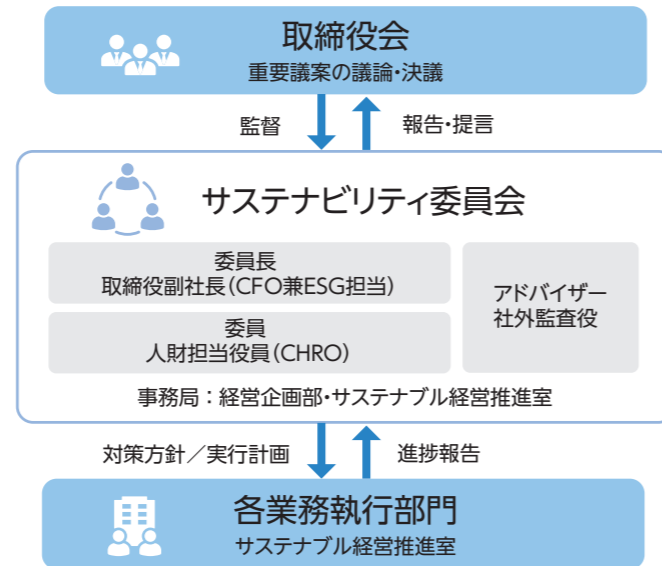 取締役会
重要議案の議論・決議
監督
報告・提言
サステナビリティ委員会
委員長
取締役副社長(CFO兼ESG担当)
アドバイザー
社外監査役
委員
人財担当役員(CHRO)
事務局：経営企画部・サステナブル経営推進室
対策方針／実行計画
進捗報告
各業務執行部門
サステナブル経営推進室